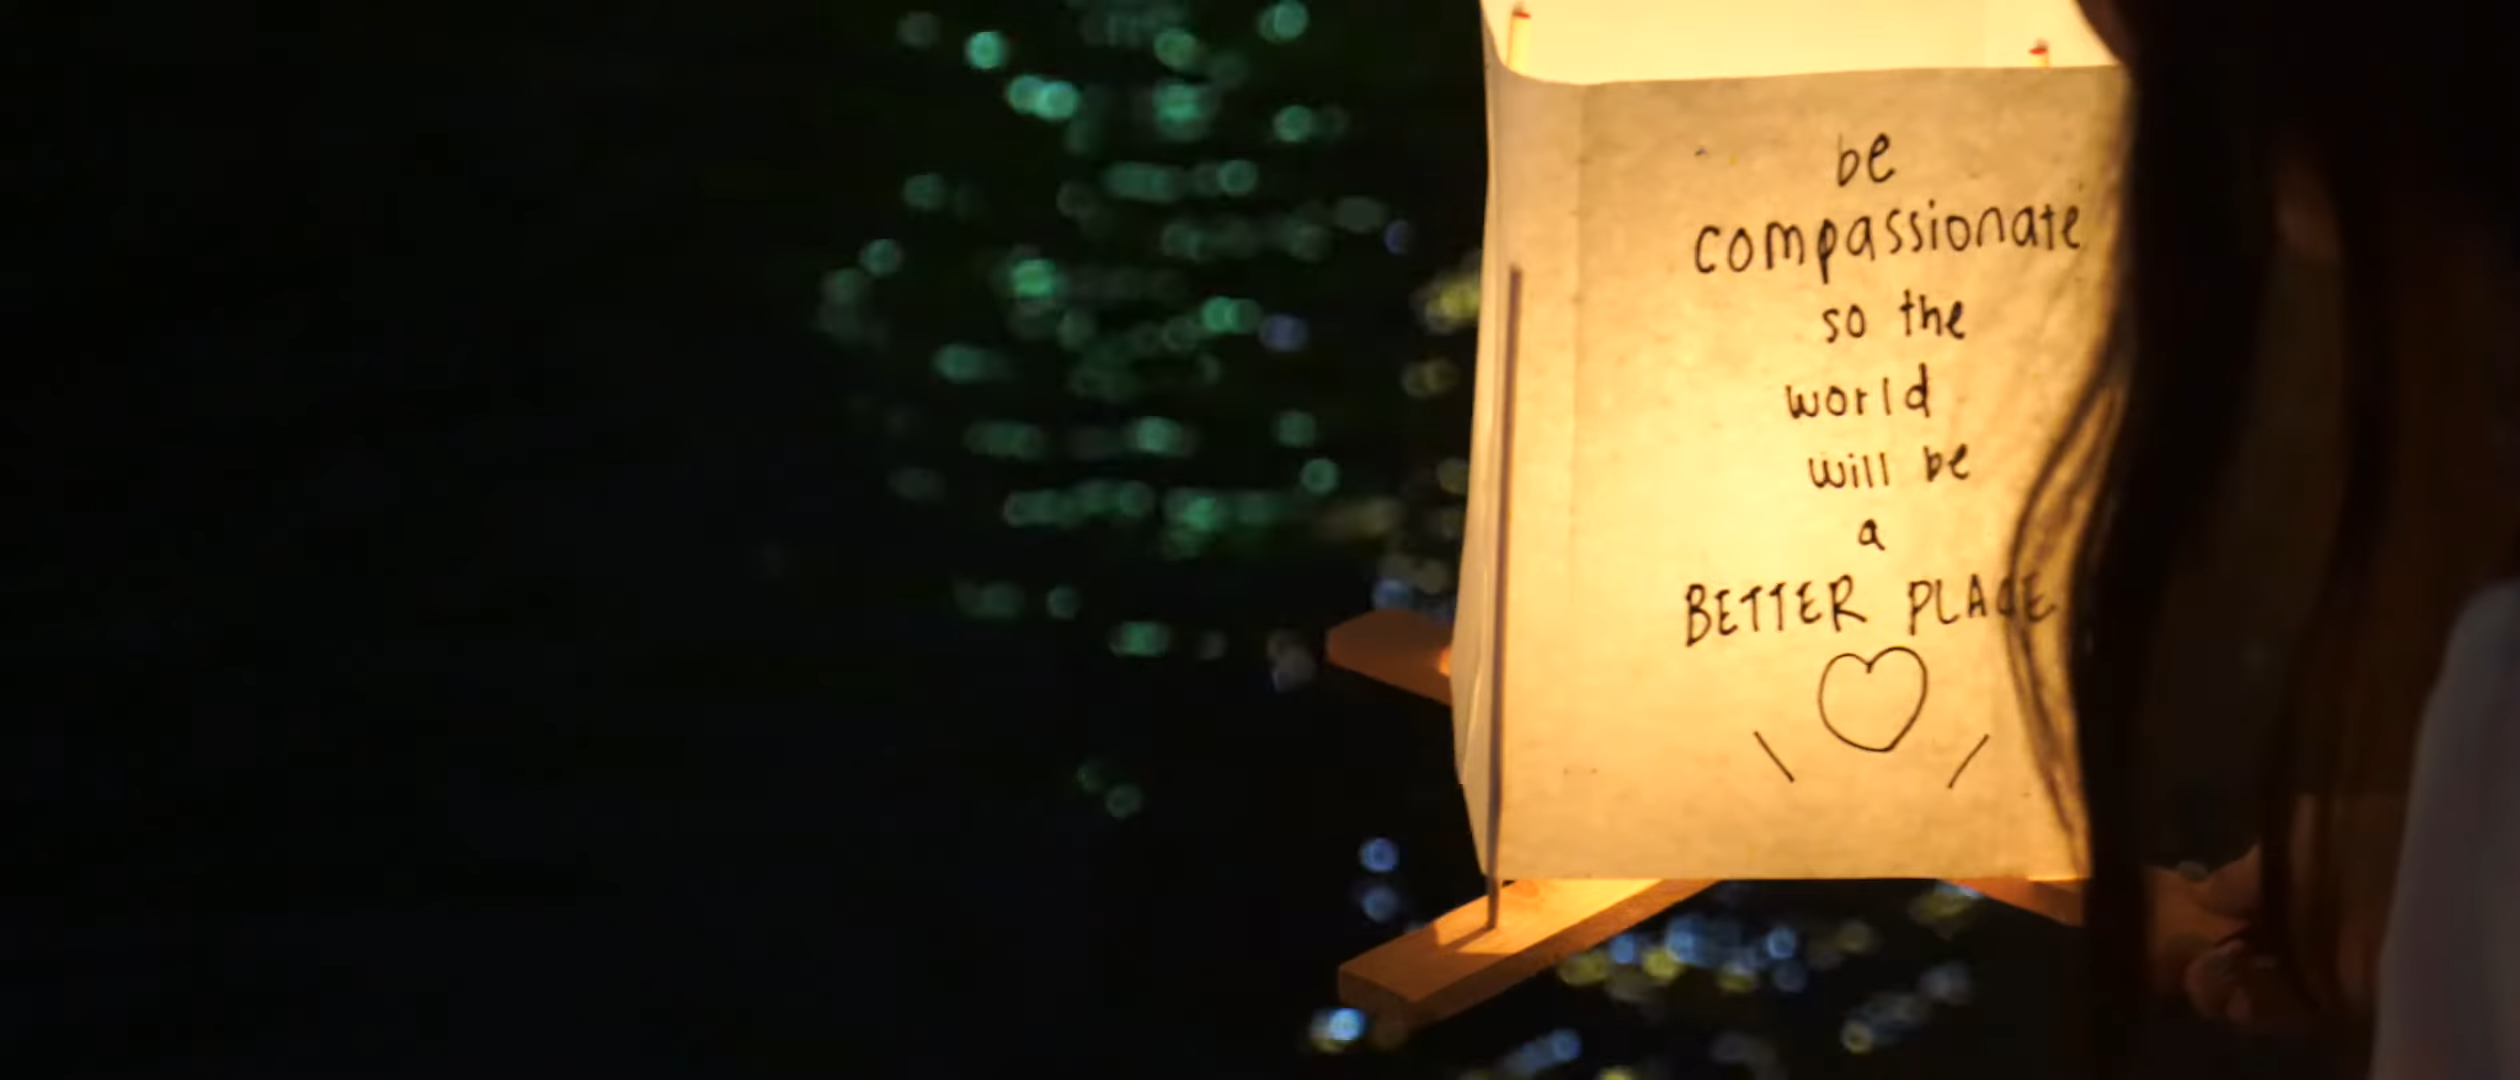 be
compassionate
so the
world
will be
a
BETTER PLACE